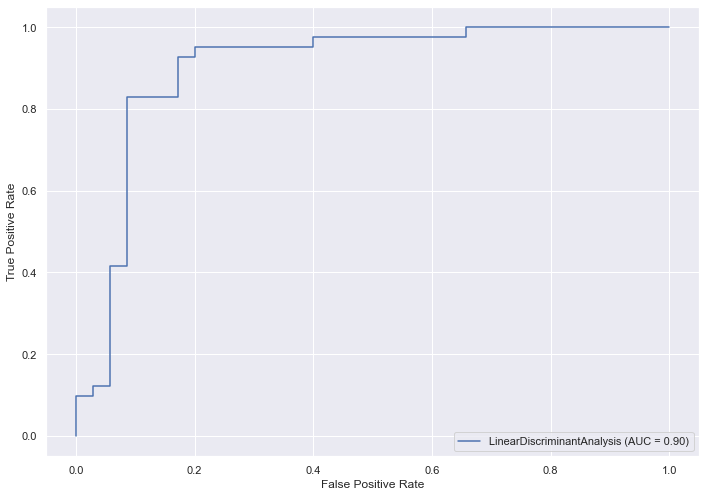 1.0
0.8
0.6
0.4
0.2
0.0
True Positive Rate
LinearDiscriminantAnalysis (AUC = 0.90)
0.0 0.2 0.4 0.6 0.8 1.0
False Positive Rate